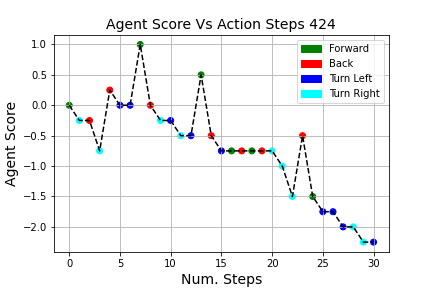 Agent Score Vs Action Steps 424
1.0
0.5
0.0
−0.5
−1.0
−1.5
−2.0
Agent Score
Forward
Back
Turn Left
Turn Right
0 5 10 15 20 25 30
Num. Steps